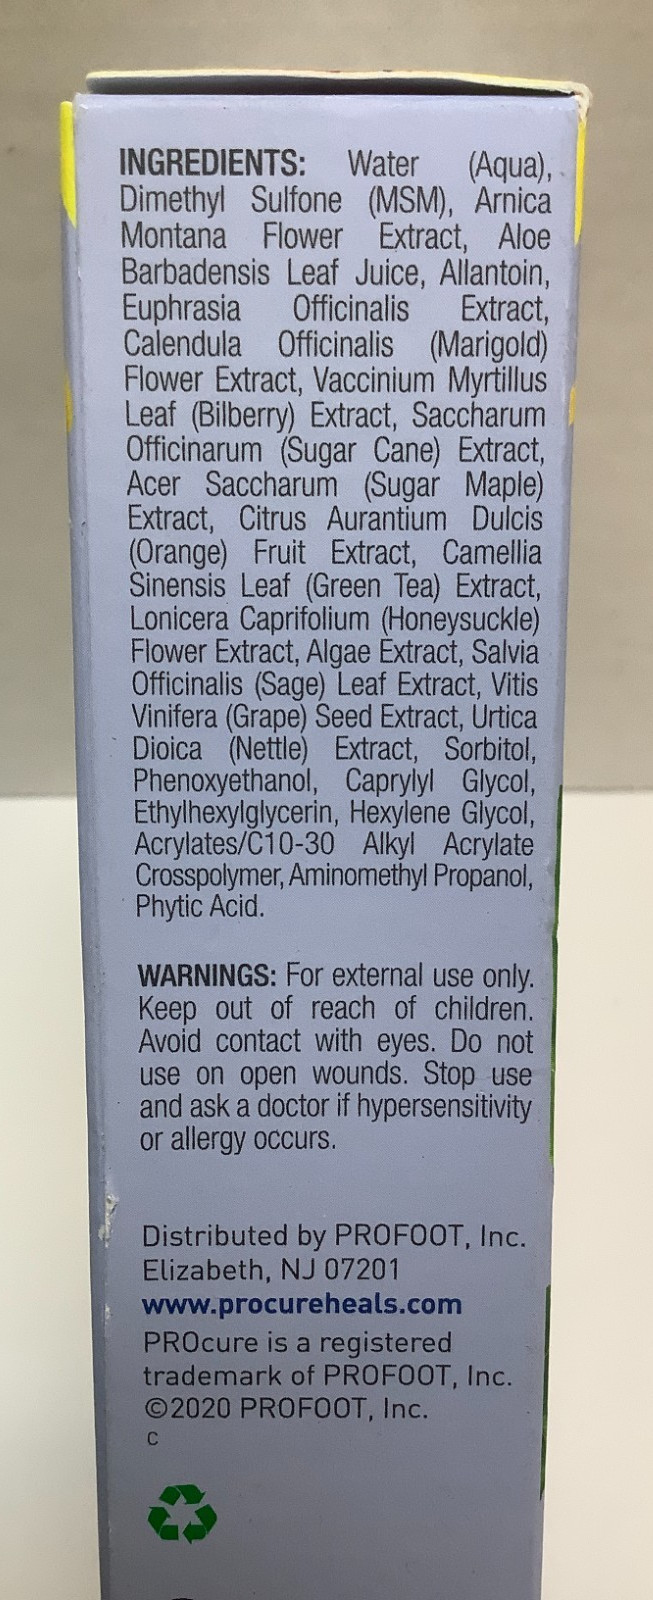 INGREDIENTS: Water (Aqua),
Dimethyl Sulfone (MSM), Arnica
Montana Flower Extract, Aloe
Barbadensis Leaf Juice, Allantoin,
Euphrasia Officinalis Extract,
Calendula Officinalis (Marigold)
Flower Extract, Vaccinium Myrtillus
Leaf (Bilberry) Extract, Saccharum
Officinarum (Sugar Cane) Extract,
Acer Saccharum (Sugar Maple)
Extract, Citrus Aurantium Dulcis
(Orange) Fruit Extract, Camellia
Sinensis Leaf (Green Tea) Extract,
Lonicera Caprifolium (Honeysuckle)
Flower Extract, Algae Extract, Salvia
Officinalis (Sage) Leaf Extract, Vitis
Vinifera (Grape) Seed Extract, Urtica
Dioica (Nettle) Extract, Sorbitol,
Phenoxyethanol, Caprylyl Glycol,
Ethylhexylglycerin, Hexylene Glycol,
Acrylates/C10-30 Alkyl Acrylate
Crosspolymer, Aminomethyl Propanol,
Phytic Acid.
WARNINGS: For external use only.
Keep out of reach of children.
Avoid contact with eyes. Do not
use on open wounds. Stop use
and ask a doctor if hypersensitivity
or allergy occurs.
Distributed by PROFOOT, Inc.
Elizabeth, NJ 07201
www.procureheals.com
PROcure is a registered
trademark of PROFOOT, Inc.
©2020 PROFOOT, Inc.
C